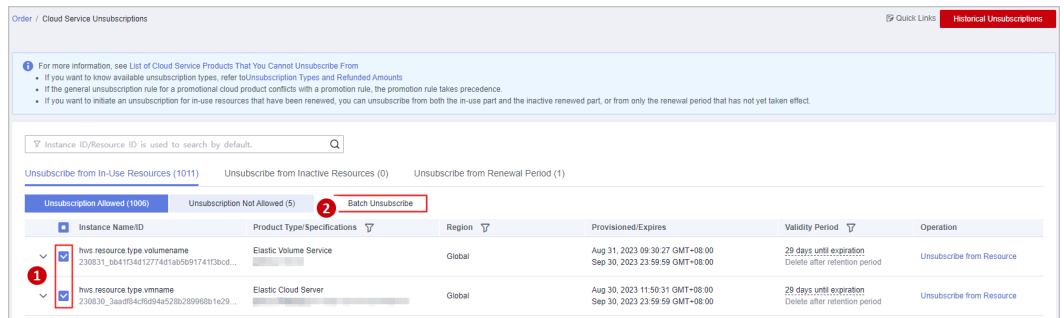 Order / Cloud Service Unsubscriptions
Quick Links
Historical Unsubscriptions
For more information, see List of Cloud Service Products That You Cannot Unsubscribe From
• If you want to know available unsubscription types, refer toUnsubscription Types and Refunded Amounts
• If the general unsubscription rule for a promotional cloud product conflicts with a promotion rule, the promotion rule takes precedence.
• If you want to initiate an unsubscription for in-use resources that have been renewed, you can unsubscribe from both the in-use part and the inactive renewed part, or from only the renewal period that has not yet taken effect.
Instance ID/Resource ID is used to search by default.
Unsubscribe from In-Use Resources (1011)
Unsubscribe from Inactive Resources (0)
Unsubscribe from Renewal Period (1)
Unsubscription Allowed (1006)
Unsubscription Not Allowed (5)
2
Batch Unsubscribe
Instance Name/ID
Product Type/Specifications
Region
Provisioned/Expires
Validity Period
Operation
1
hws.resource.type.volumename
230831_bb41f34d12774d1ab5b91741f3bcd...
Elastic Volume Service
Global
Aug 31, 2023 09:30:27 GMT+08:00
Sep 30, 2023 23:59:59 GMT+08:00
29 days until expiration
Delete after retention period
Unsubscribe from Resource
hws.resource.type.vmname
230830_3aadf84cf6d94a528b289968b1e29...
Elastic Cloud Server
Global
Aug 30, 2023 11:50:31 GMT+08:00
Sep 30, 2023 23:59:59 GMT+08:00
29 days until expiration
Delete after retention period
Unsubscribe from Resource